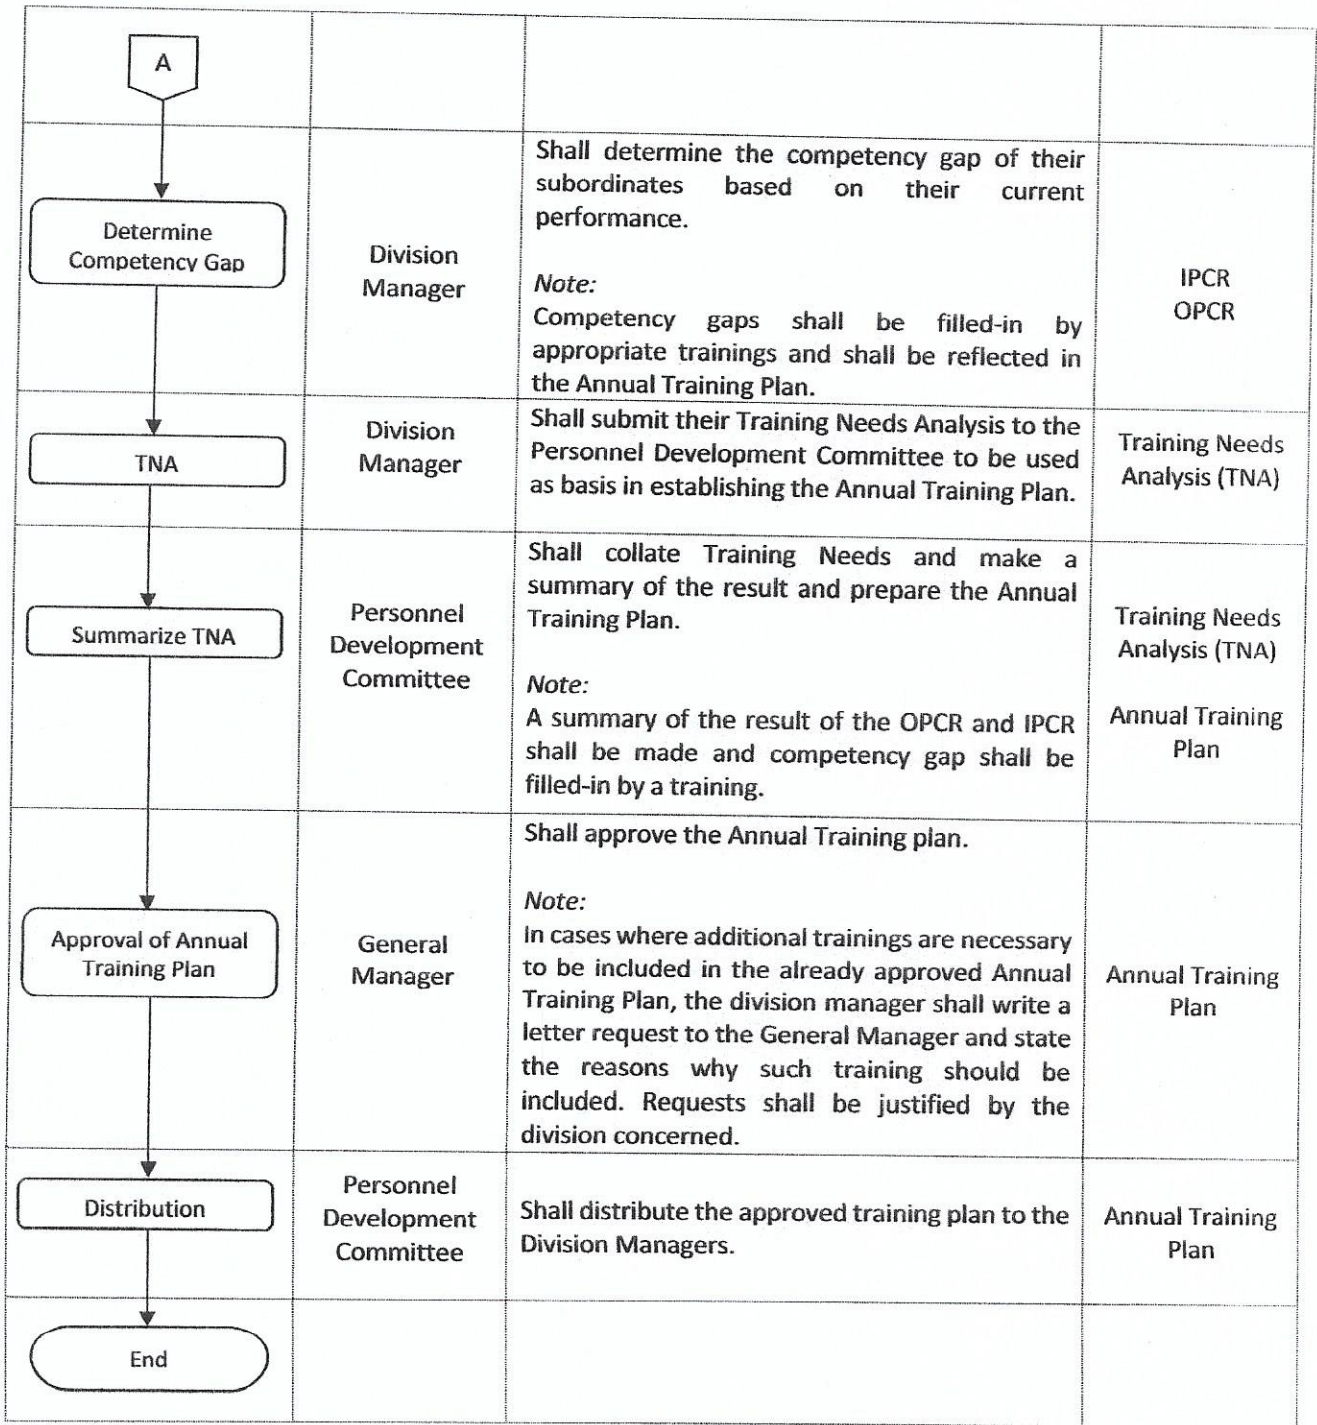 A
Determine
Competency Gap
Division
Manager
Shall determine the competency gap of their
subordinates based on their current
performance.
Note:
Competency gaps shall be filled-in by
appropriate trainings and shall be reflected in
the Annual Training Plan.
IPCR
OPCR
TNA
Division
Manager
Shall submit their Training Needs Analysis to the
Personnel Development Committee to be used
as basis in establishing the Annual Training Plan.
Training Needs
Analysis (TNA)
Summarize TNA
Personnel
Development
Committee
Shall collate Training Needs and make a
summary of the result and prepare the Annual
Training Plan.
Note:
A summary of the result of the OPCR and IPCR
shall be made and competency gap shall be
filled-in by a training.
Training Needs
Analysis (TNA)
Annual Training
Plan
Approval of Annual
Training Plan
General
Manager
Shall approve the Annual Training plan.
Note:
In cases where additional trainings are necessary
to be included in the already approved Annual
Training Plan, the division manager shall write a
letter request to the General Manager and state
the reasons why such training should be
included. Requests shall be justified by the
division concerned.
Annual Training
Plan
Distribution
Personnel
Development
Committee
Shall distribute the approved training plan to the
Division Managers.
Annual Training
Plan
End